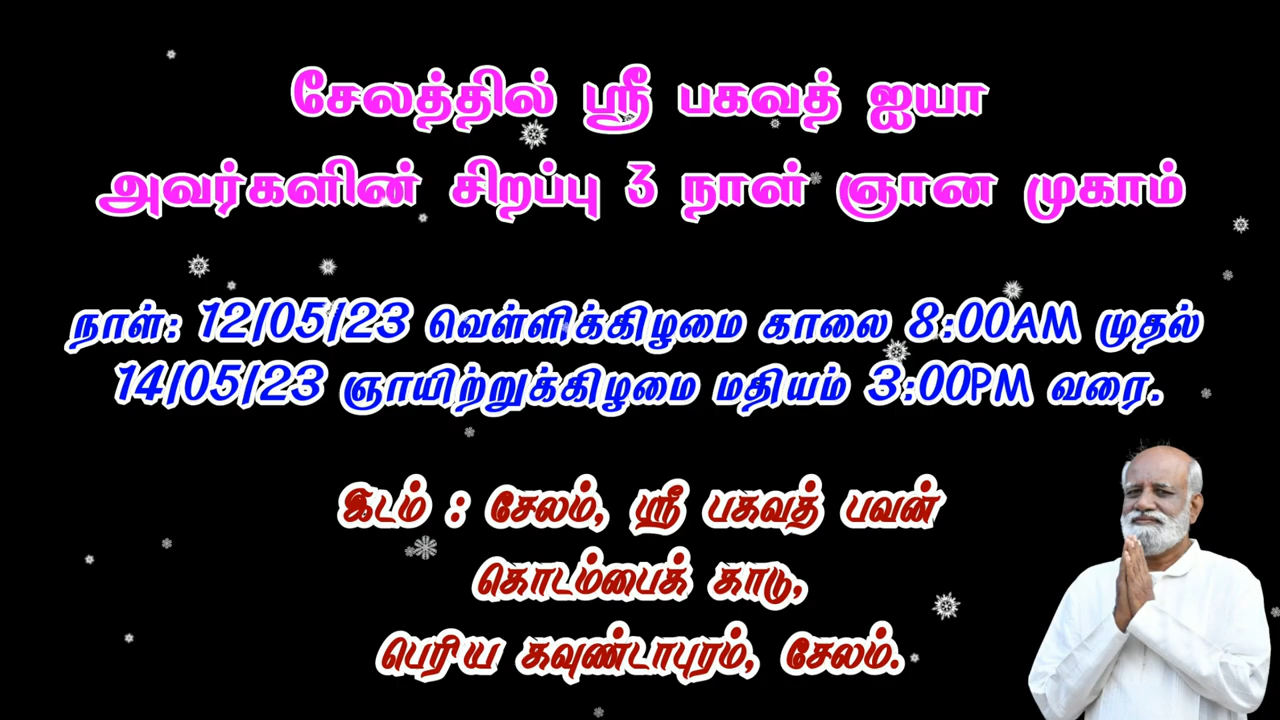 சேலத்தில் ஸ்ரீ பகவத் ஐயா
அவர்களின் சிறப்பு 3 நாள் ஞான முகாம்
நாள்: 12/05/23 வெள்ளிக்கிழமை காலை 8:00AM முதல்
14/05/23 ஞாயிற்றுக்கிழமை மதியம் 3:00PM வரை.
இடம் : சேலம், ஸ்ரீ பகவத் பவன்
கொடம்பைக் காடு,
பெரிய கவுண்டாபுரம், சேலம்.